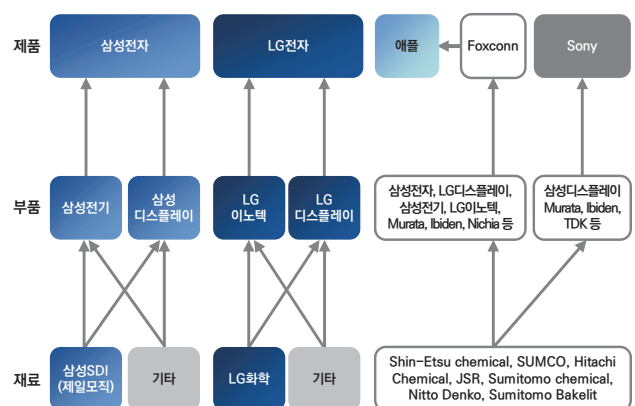 제품
삼성전자
LG전자
애플
Foxconn
Sony
부품
삼성전기
삼성
디스플레이
LG
이노텍
LG
디스플레이
삼성전자, LG디스플레이,
삼성전기, LG이노텍,
Murata, Ibiden, Nichia 등
삼성디스플레이
Murata, Ibiden,
TDK 등
재료
삼성SDI
(제일모직)
기타
LG화학
기타
Shin-Etsu chemical, SUMCO, Hitachi
Chemical, JSR, Sumitomo chemical,
Nitto Denko, Sumitomo Bakelit